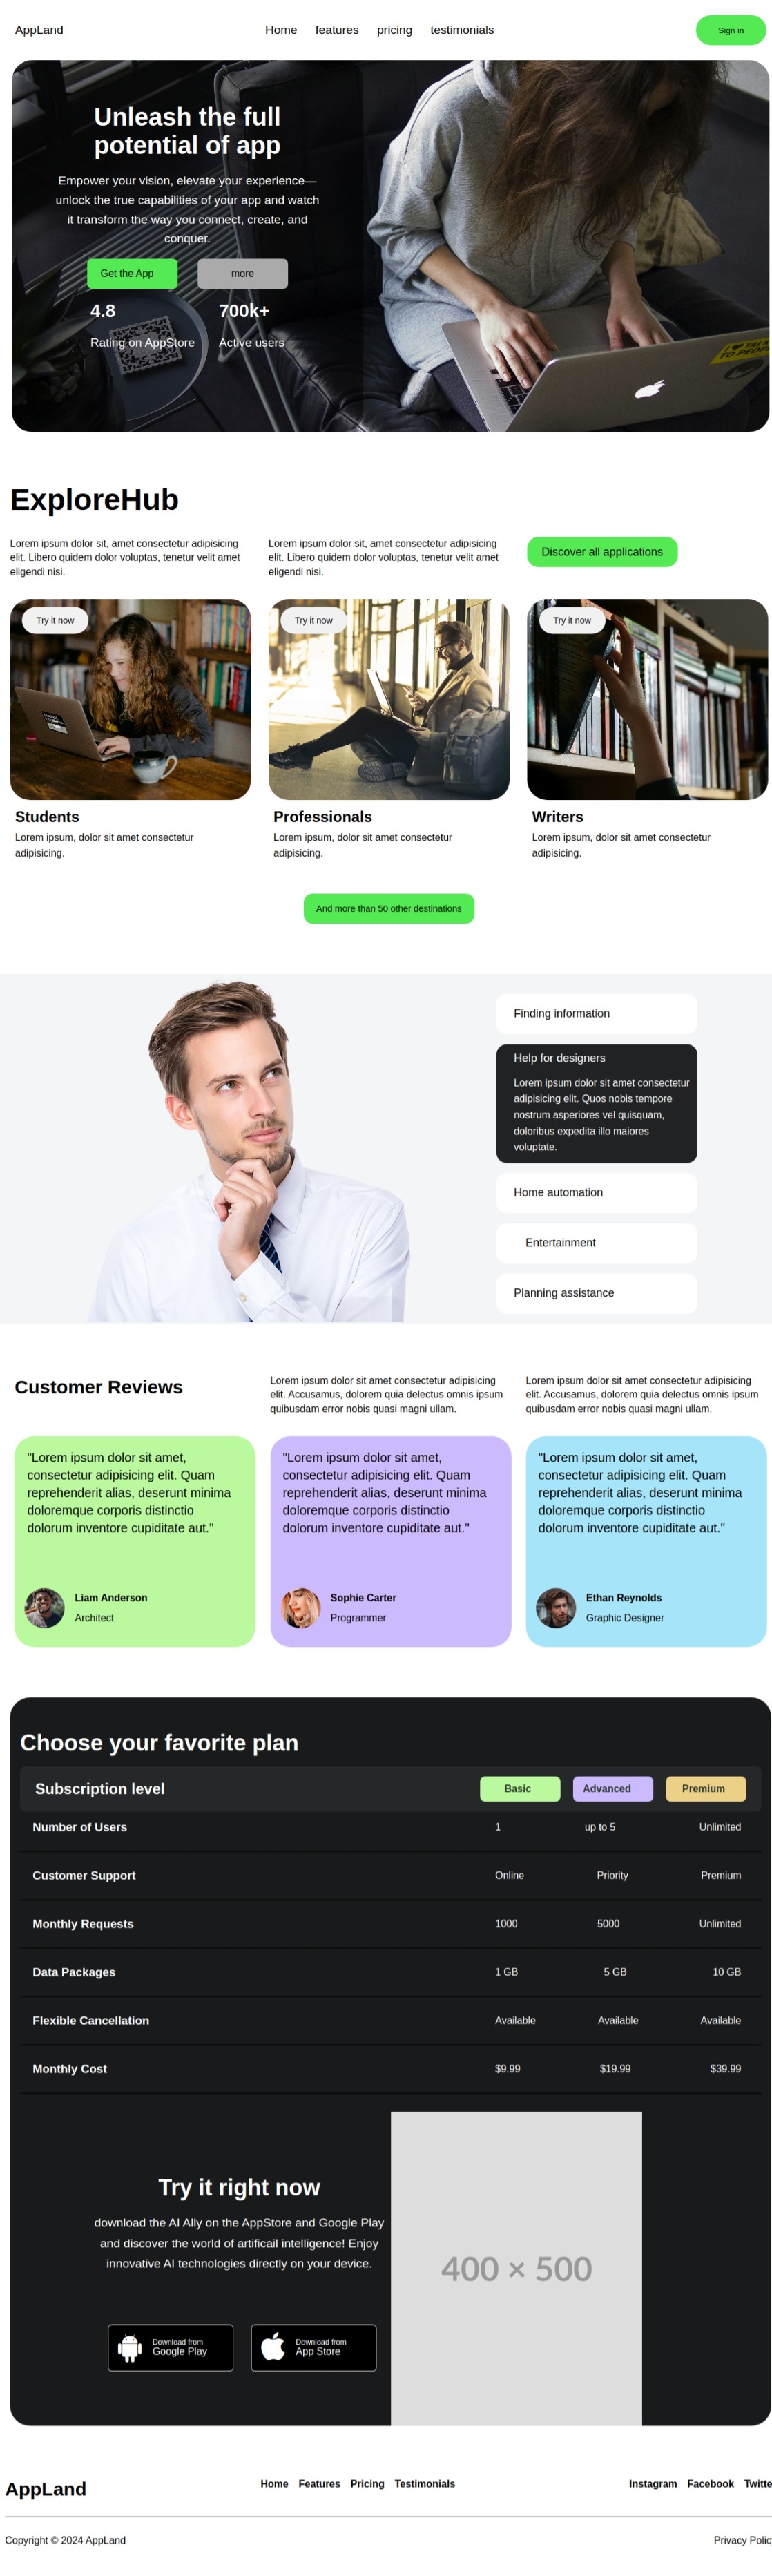 AppLand
Home features pricing testimonials
Sign in
Unleash the full
potential of app
Empower your vision, elevate your experience—
unlock the true capabilities of your app and watch
it transform the way you connect, create, and
conquer.
Get the App
more
4.8
700k+
Rating on AppStore
Active users
ExploreHub
Lorem ipsum dolor sit, amet consectetur adipisicing
elit. Libero quidem dolor voluptas, tenetur velit amet
eligendi nisi.
Lorem ipsum dolor sit, amet consectetur adipisicing
elit. Libero quidem dolor voluptas, tenetur velit amet
eligendi nisi.
Discover all applications
Try it now
Try it now
Try it now
Students
Lorem ipsum, dolor sit amet consectetur
adipisicing.
Professionals
Lorem ipsum, dolor sit amet consectetur
adipisicing.
Writers
Lorem ipsum, dolor sit amet consectetur
adipisicing.
And more than 50 other destinations
Finding information
Help for designers
Lorem ipsum dolor sit amet consectetur
adipisicing elit. Quos nobis tempore
nostrum asperiores vel quisquam,
doloribus expedita illo maiores
voluptate.
Home automation
Entertainment
Planning assistance
Customer Reviews
Lorem ipsum dolor sit amet consectetur adipisicing
elit. Accusamus, dolorem quia delectus omnis ipsum
quibusdam error nobis quasi magni ullam.
Lorem ipsum dolor sit amet consectetur adipisicing
elit. Accusamus, dolorem quia delectus omnis ipsum
quibusdam error nobis quasi magni ullam.
"Lorem ipsum dolor sit amet,
consectetur adipisicing elit. Quam
reprehenderit alias, deserunt minima
doloremque corporis distinctio
dolorum inventore cupiditate aut."
Liam Anderson
Architect
"Lorem ipsum dolor sit amet,
consectetur adipisicing elit. Quam
reprehenderit alias, deserunt minima
doloremque corporis distinctio
dolorum inventore cupiditate aut."
Sophie Carter
Programmer
"Lorem ipsum dolor sit amet,
consectetur adipisicing elit. Quam
reprehenderit alias, deserunt minima
doloremque corporis distinctio
dolorum inventore cupiditate aut."
Ethan Reynolds
Graphic Designer
Choose your favorite plan
Subscription level Basic Advanced Premium
Number of Users 1 up to 5 Unlimited
Customer Support Online Priority Premium
Monthly Requests 1000 5000 Unlimited
Data Packages 1 GB 5 GB 10 GB
Flexible Cancellation Available Available Available
Monthly Cost $9.99 $19.99 $39.99
Try it right now
download the AI Ally on the AppStore and Google Play
and discover the world of artificail intelligence! Enjoy
innovative AI technologies directly on your device.
Download from
Google Play
Download from
App Store
400 × 500
AppLand
Home Features Pricing Testimonials
Instagram Facebook Twitte
Copyright © 2024 AppLand
Privacy Polic